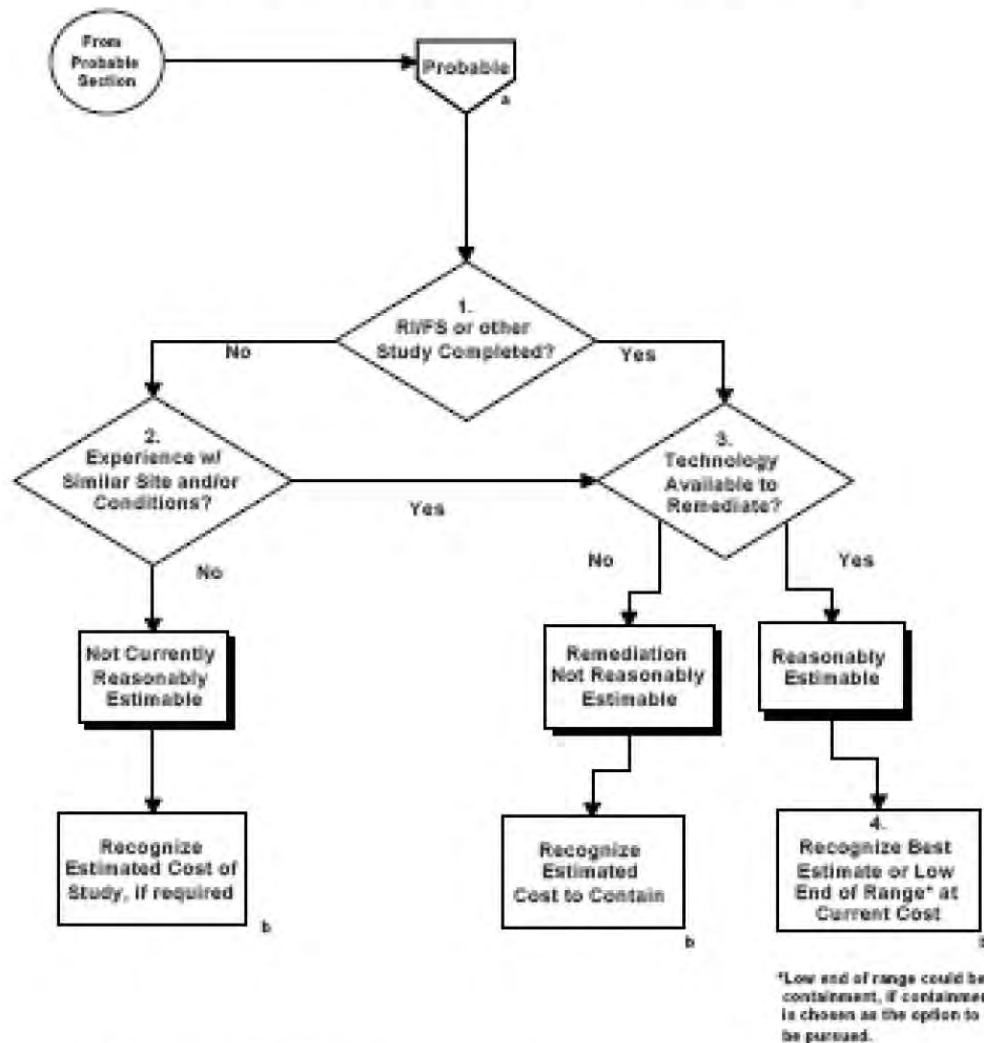 From
Probable
Section
Probable
a
1.
RI/FS or other
Study Completed?
No
Yes
2.
Experience w/
Similar Site and/or
Conditions?
Yes
3.
Technology
Available to
Remediate?
No
No
Yes
Not Currently
Reasonably
Estimable
Remediation
Not Reasonably
Estimable
Reasonably
Estimable
Recognize
Estimated Cost of
Study, if required
b
Recognize
Estimated
Cost to Contain
b
4.
Recognize Best
Estimate or Low
End of Range* at
Current Cost
*Low end of range could be
containment, if
is chosen as the option to
be pursued.